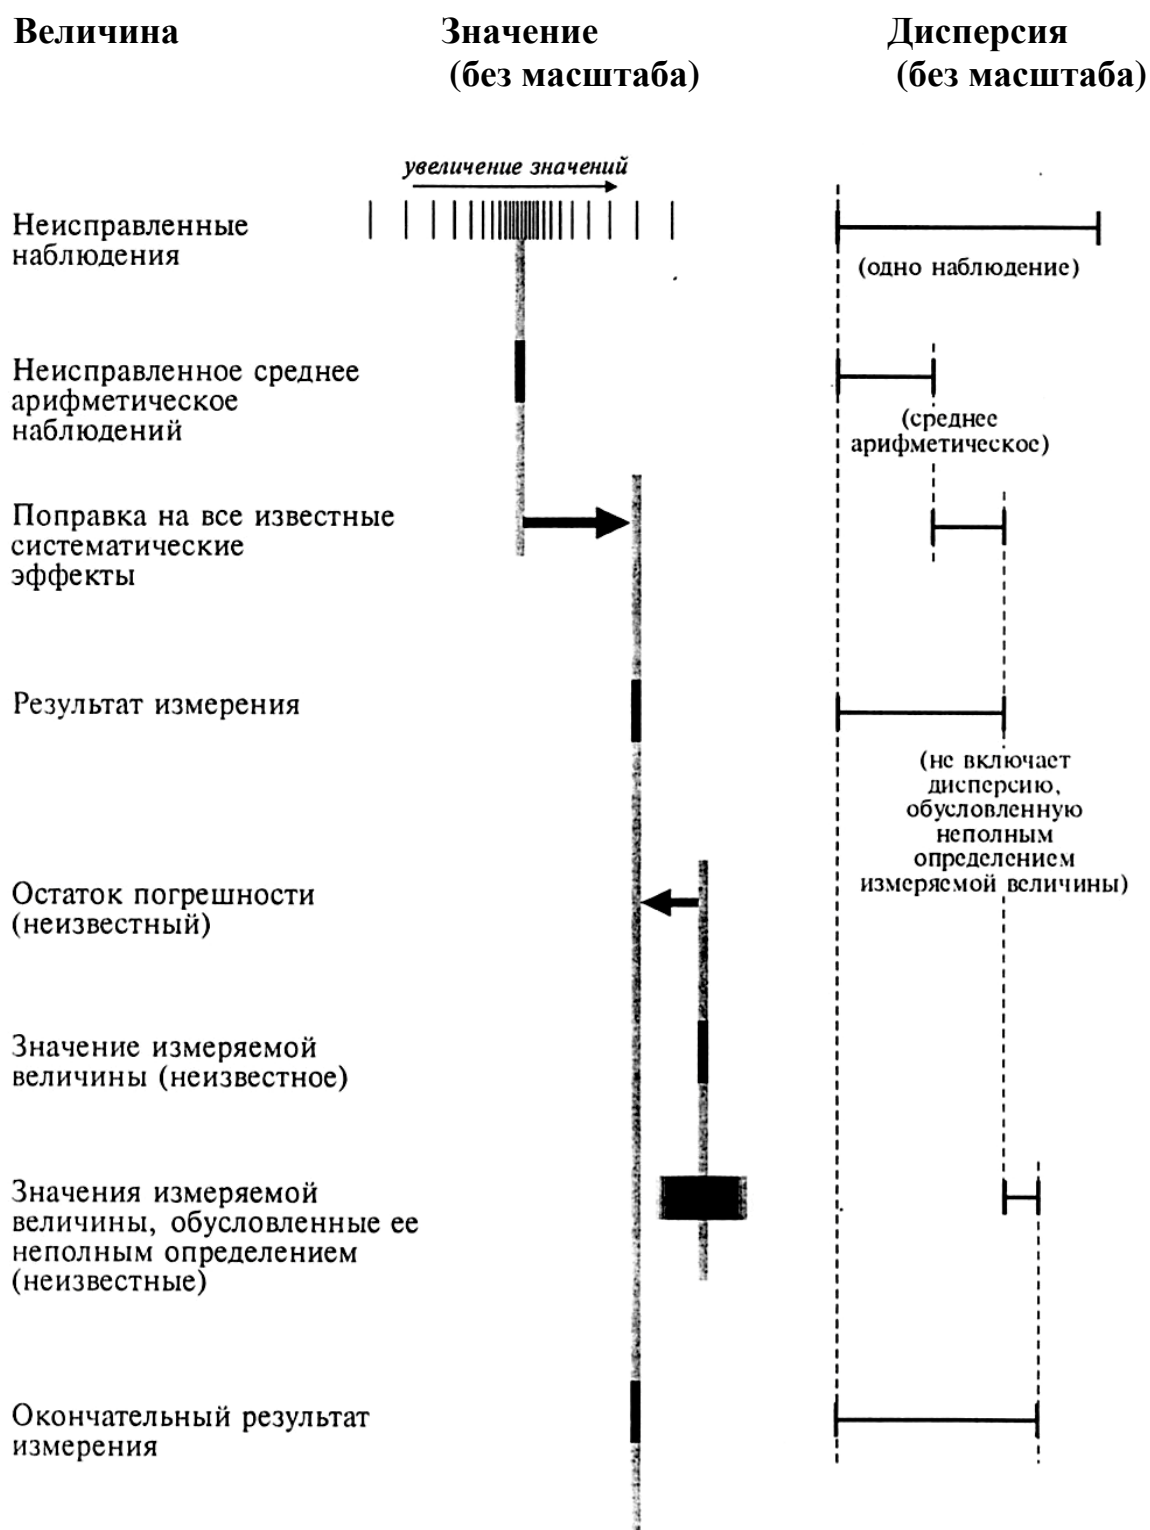 Величина
Значение
(без масштаба)
Дисперсия
(без масштаба)
увеличение значений
Неисправленные
наблюдения
(одно наблюдение)
Неисправленное среднее
арифметическое
наблюдений
(среднее
арифметическое)
Поправка на все известные
систематические
эффекты
Результат измерения
(не включает
дисперсию,
обусловленную
неполным
определением
измеряемой величины)
Остаток погрешности
(неизвестный)
Значение измеряемой
величины (неизвестное)
Значения измеряемой
величины, обусловленные ее
неполным определением
(неизвестные)
Окончательный результат
измерения